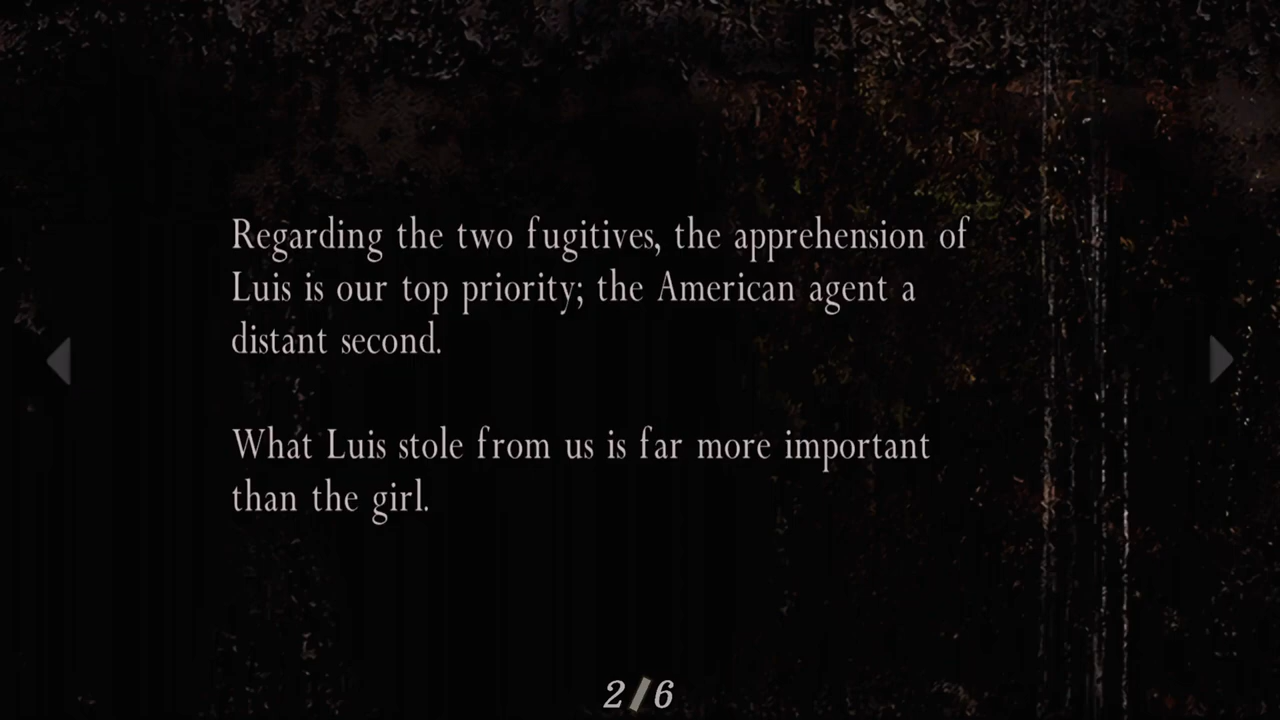 Regarding the two fugitives, the apprehension of
Luis is our top priority; the American agent a
distant second.
What Luis stole from us is far more important
than the girl.
2/6